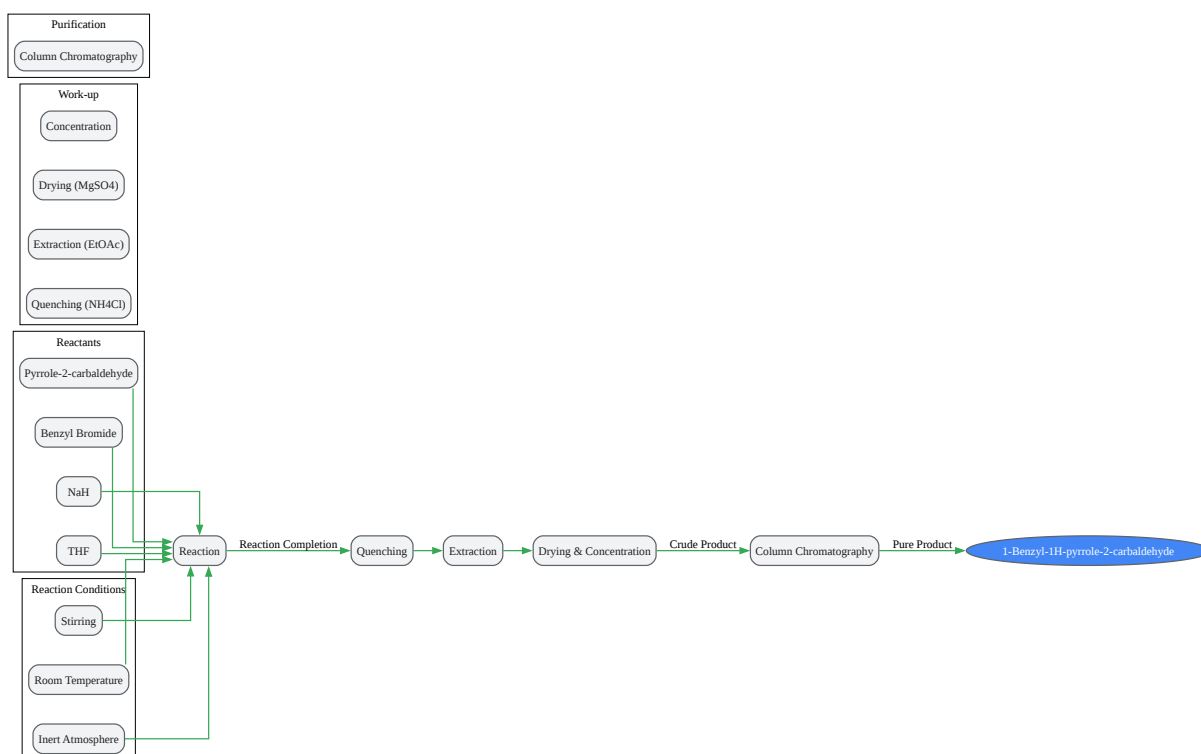 Purification
Column Chromatography
Work-up
Concentration
Drying (MgSO4)
Extraction (EtOAc)
Quenching (NH4Cl)
Reactants
Pyrrole-2-carbaldehyde
Benzyl Bromide
NaH
THF
Reaction
Reaction Completion
Quenching
Extraction
Drying & Concentration
Crude Product
Column Chromatography
Pure Product
1-Benzyl-1H-pyrrole-2-carbaldehyde
Reaction Conditions
Stirring
Room Temperature
Inert Atmosphere